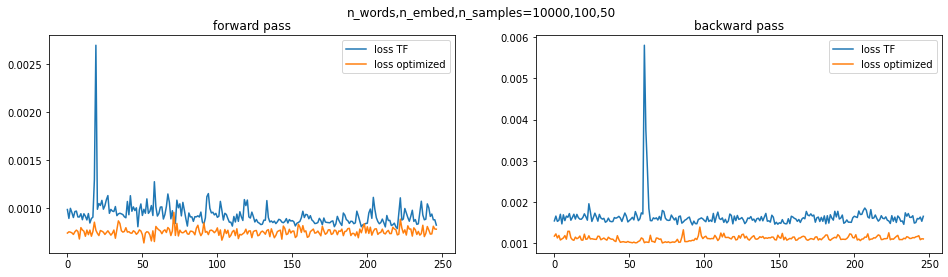 n_words,n_embed,n_samples=10000,100,50
forward pass
loss TF
loss optimized
0.0025
0.0020
0.0015
0.0010
0 50 100 150 200 250
backward pass
loss TF
loss optimized
0.006
0.005
0.004
0.003
0.002
0.001
0 50 100 150 200 250